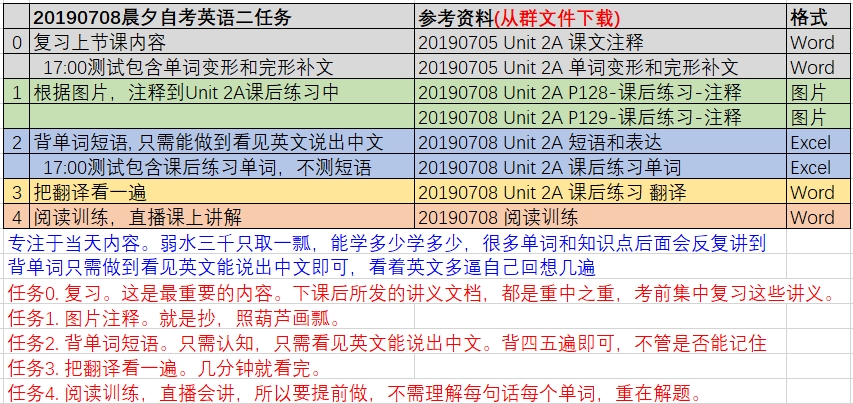 20190708晨夕自考英语二任务 参考资料(从群文件下载) 格式
0 复习上节课内容 20190705 Unit 2A 课文注释 Word
17:00测试包含单词变形和完形补文 20190705 Unit 2A 单词变形和完形补文 Word
1 根据图片，注释到Unit 2A课后练习中 20190708 Unit 2A P128-课后练习-注释 图片
20190708 Unit 2A P129-课后练习-注释 图片
2 背单词短语, 只需能做到看见英文说出中文 20190708 Unit 2A 短语和表达 Excel
17:00测试包含课后练习单词，不测短语 20190708 Unit 2A 课后练习单词 Excel
3 把翻译看一遍 20190708 Unit 2A 课后练习 翻译 Word
4 阅读训练，直播课上讲解 20190708 阅读训练 Word
专注于当天内容。弱水三千只取一瓢，能学多少学多少，很多单词和知识点后面会反复讲到
背单词只需做到看见英文能说出中文即可，看着英文多逼自己回想几遍
任务0. 复习。这是最重要的内容。下课后所发的讲义文档，都是重中之重，考前集中复习这些讲义。
任务1. 图片注释。就是抄，照葫芦画瓢。
任务2. 背单词短语。只需认知，只需看见英文能说出中文。背四五遍即可，不管是否能记住
任务3. 把翻译看一遍。几分钟就看完。
任务4. 阅读训练，直播会讲，所以要提前做，不需理解每句话每个单词，重在解题。